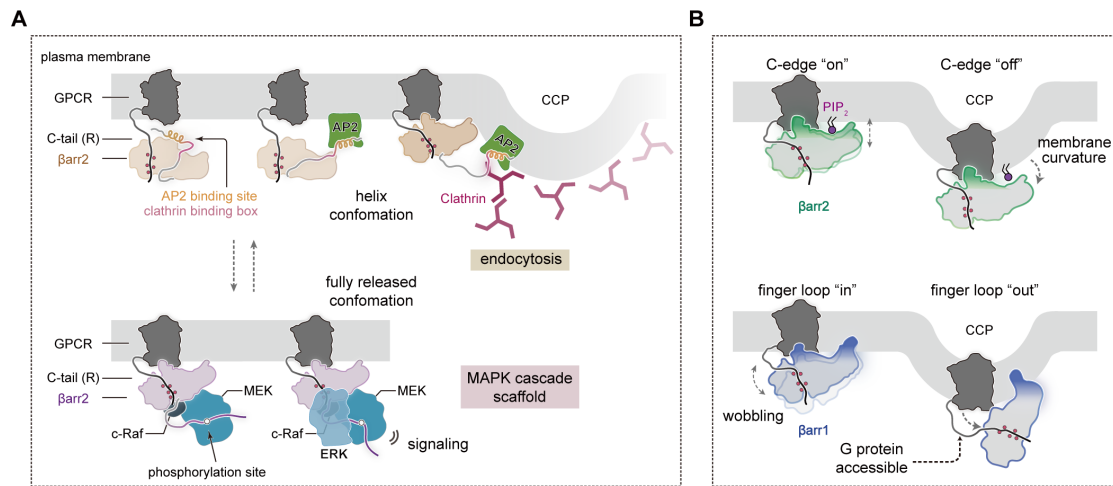 A
plasma membrane
GPCR
C-tail (R)
βarr2
AP2 binding site
clathrin binding box
AP2
helix
confomation
AP2
Clathrin
CCP
endocytosis
fully released
confomation
GPCR
C-tail (R)
βarr2
c-Raf
MEK
phosphorylation site
c-Raf
ERK
MEK
signaling
MAPK cascade
scaffold
B
C-edge “on”
PIP2
βarr2
C-edge “off”
CCP
membrane
curvature
finger loop “in”
wobbling
βarr1
finger loop “out”
CCP
G protein
accessible